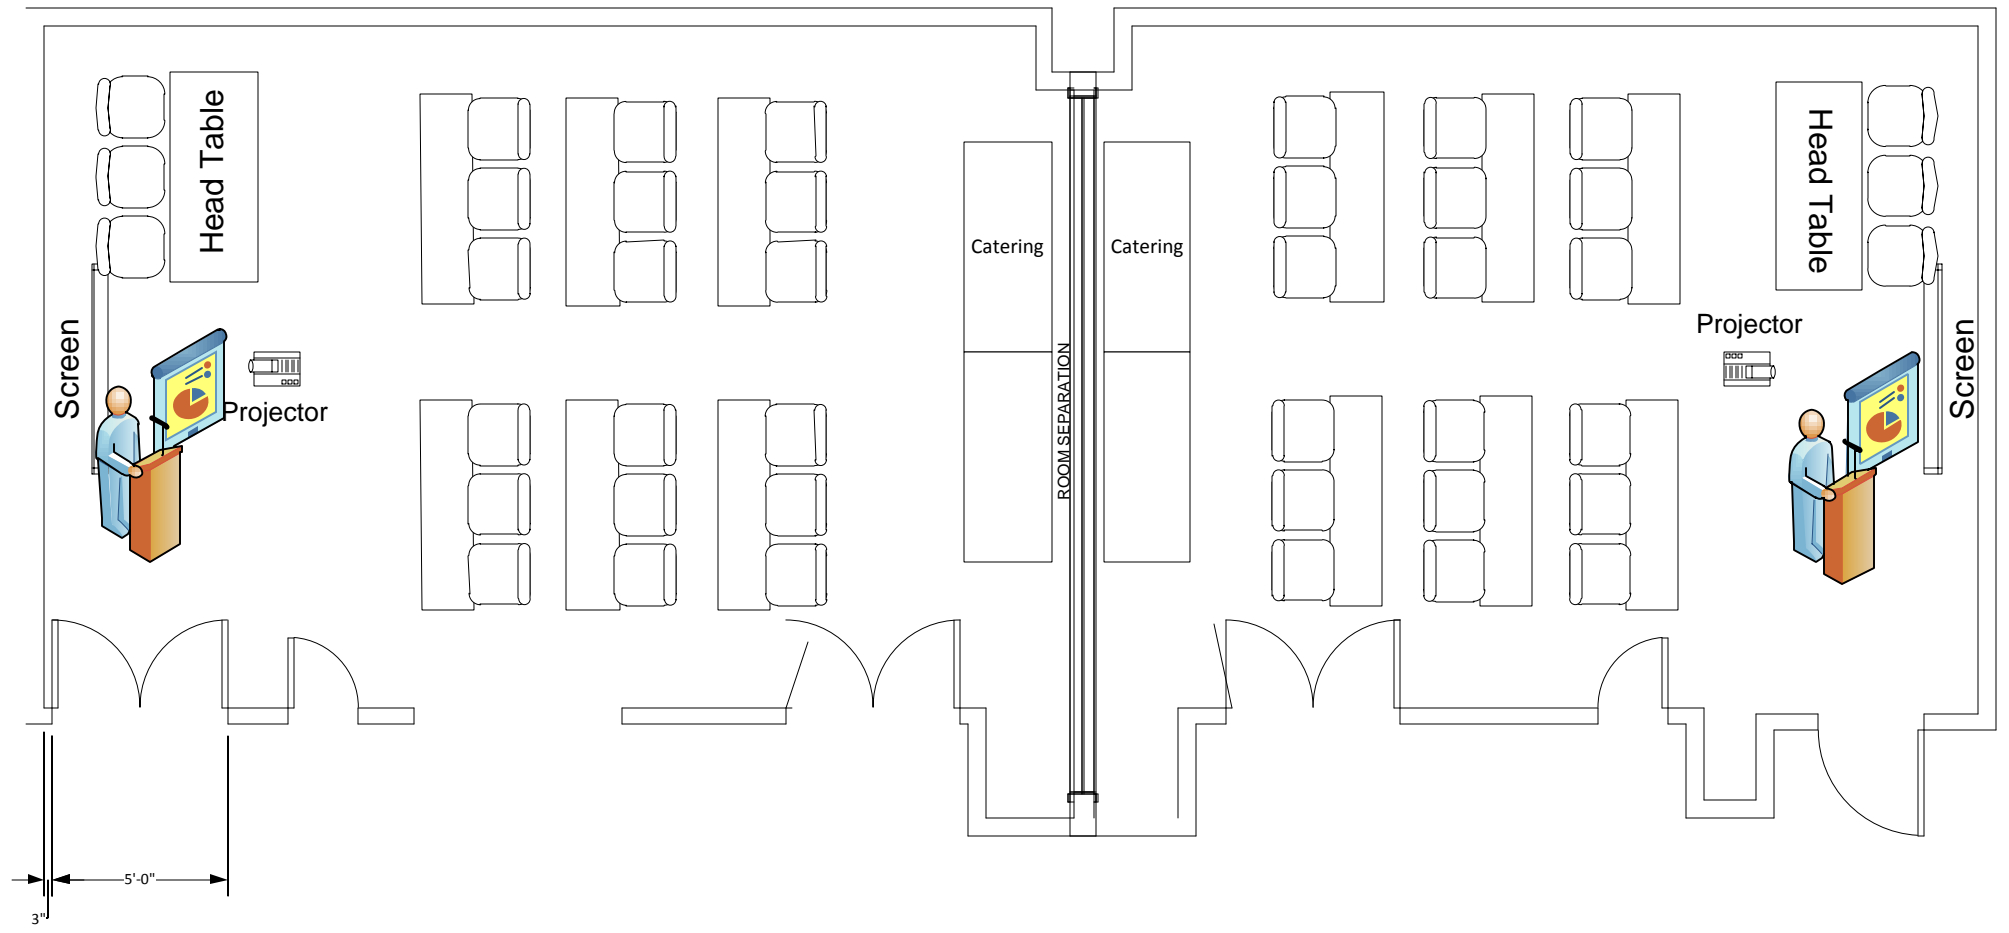 Head Table
Head Table
Catering
Catering
Screen
Projector
ROOM SEPARATION
Projector
Screen
5'-0"
3"